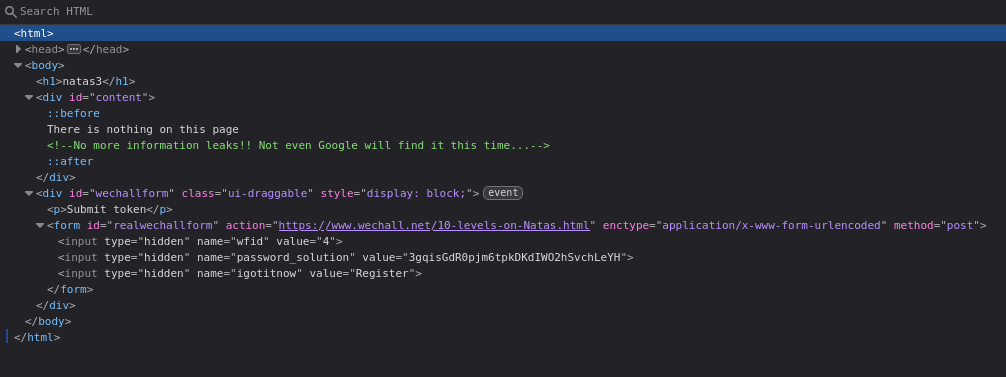 Search HTML
<html>
<head> ••• </head>
<body>
<h1>natas3</h1>
<div id="content">
::before
There is nothing on this page
<!--No more information leaks!! Not even Google will find it this time...-->
::after
</div>
<div id="wechallform" class="ui-draggable" style="display: block;"> event
<p>Submit token</p>
<form id="realwechallform" action="https://www.wechall.net/10-levels-on-Natas.html" enctype="application/x-www-form-urlencoded" method="post">
<input type="hidden" name="wfid" value="4">
<input type="hidden" name="password_solution" value="3gqisGdR0pjm6tpkDKdIWO2hSvchLeYH">
<input type="hidden" name="igotitnow" value="Register">
</form>
</div>
</body>
</html>